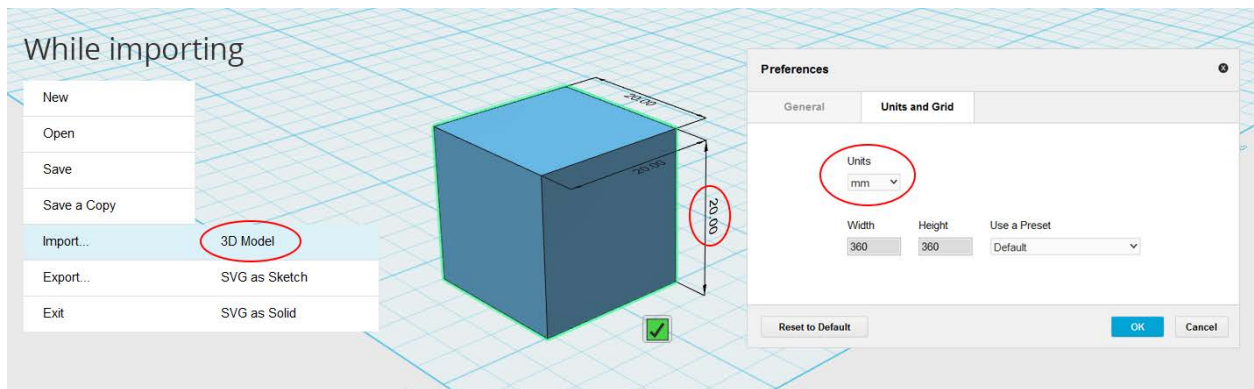 While importing
New
Open
Save
Save a Copy
Import... 3D Model
Export... SVG as Sketch
Exit SVG as Solid
20.00
20.00
20.00
Preferences
General Units and Grid
Units
mm
Width Height Use a Preset
360 360 Default
Reset to Default OK Cancel